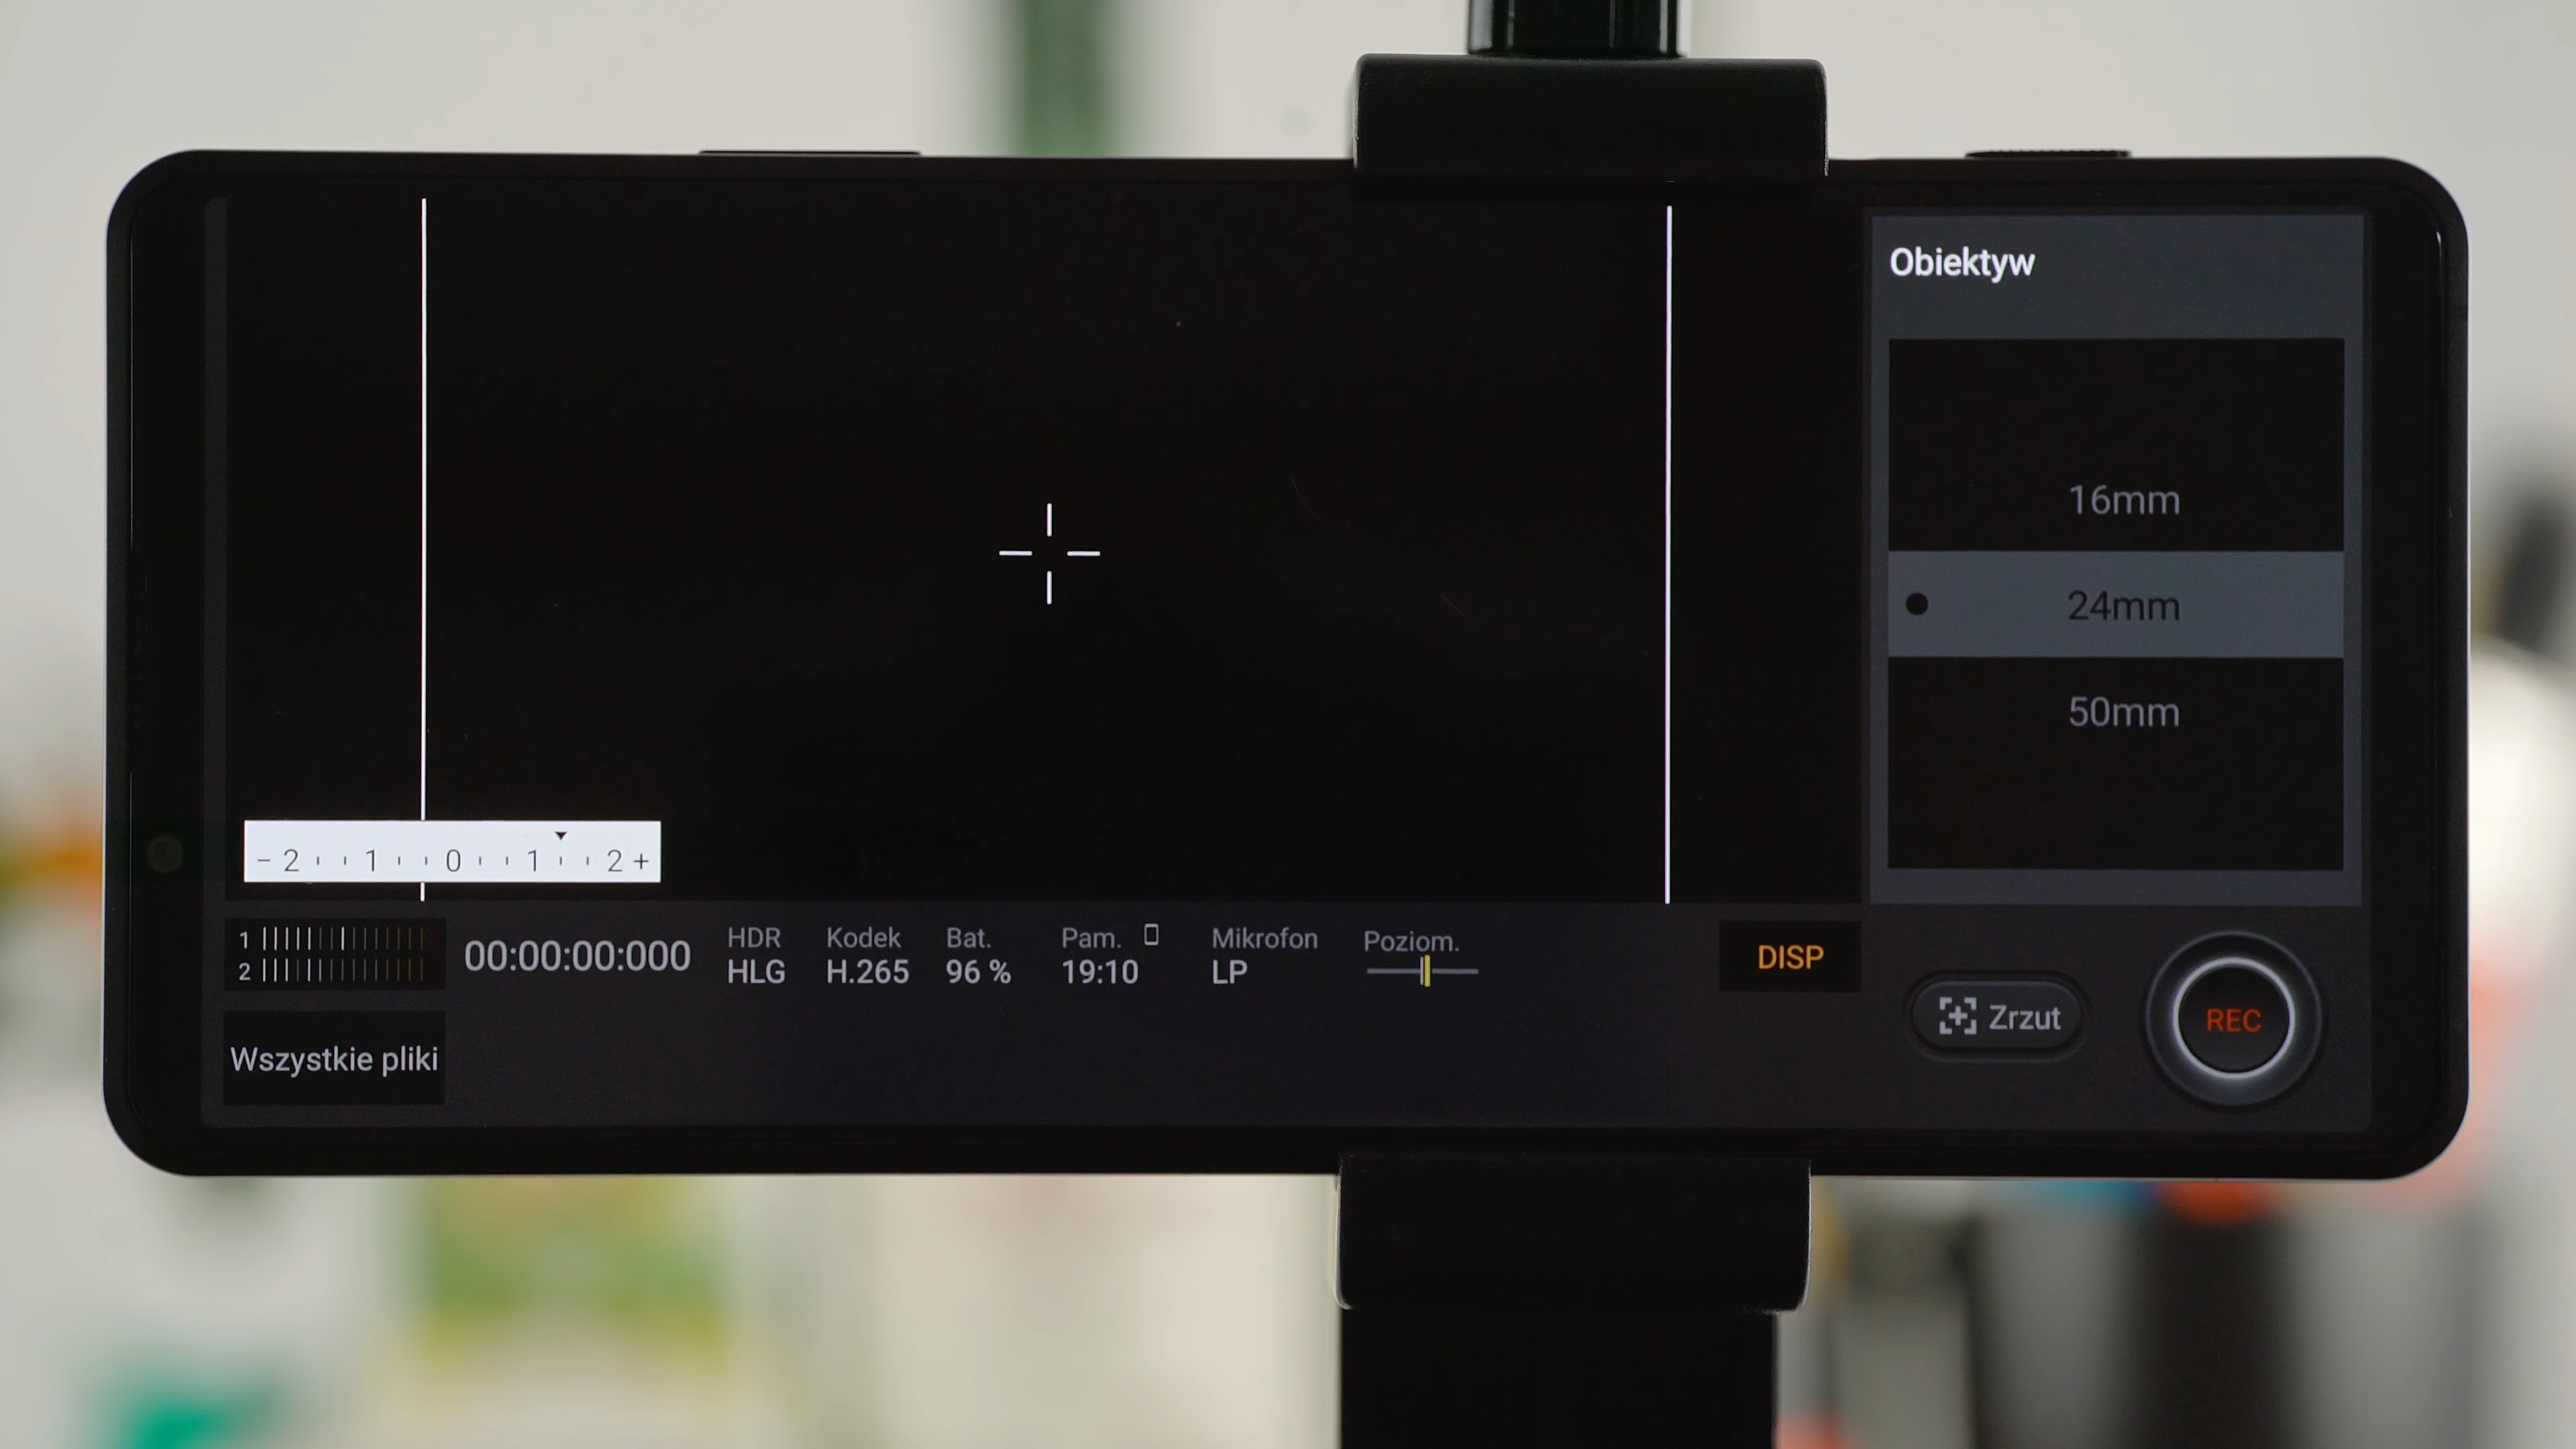 Obiektyw
16mm
24mm
50mm
− 2 1 0 1 2 +
1
2
00:00:00:000
HDR
HLG
Kodek
H.265
Bat.
96 %
Pam.
19:10
Mikrofon
LP
Poziom.
DISP
Zrzut
REC
Wszystkie pliki